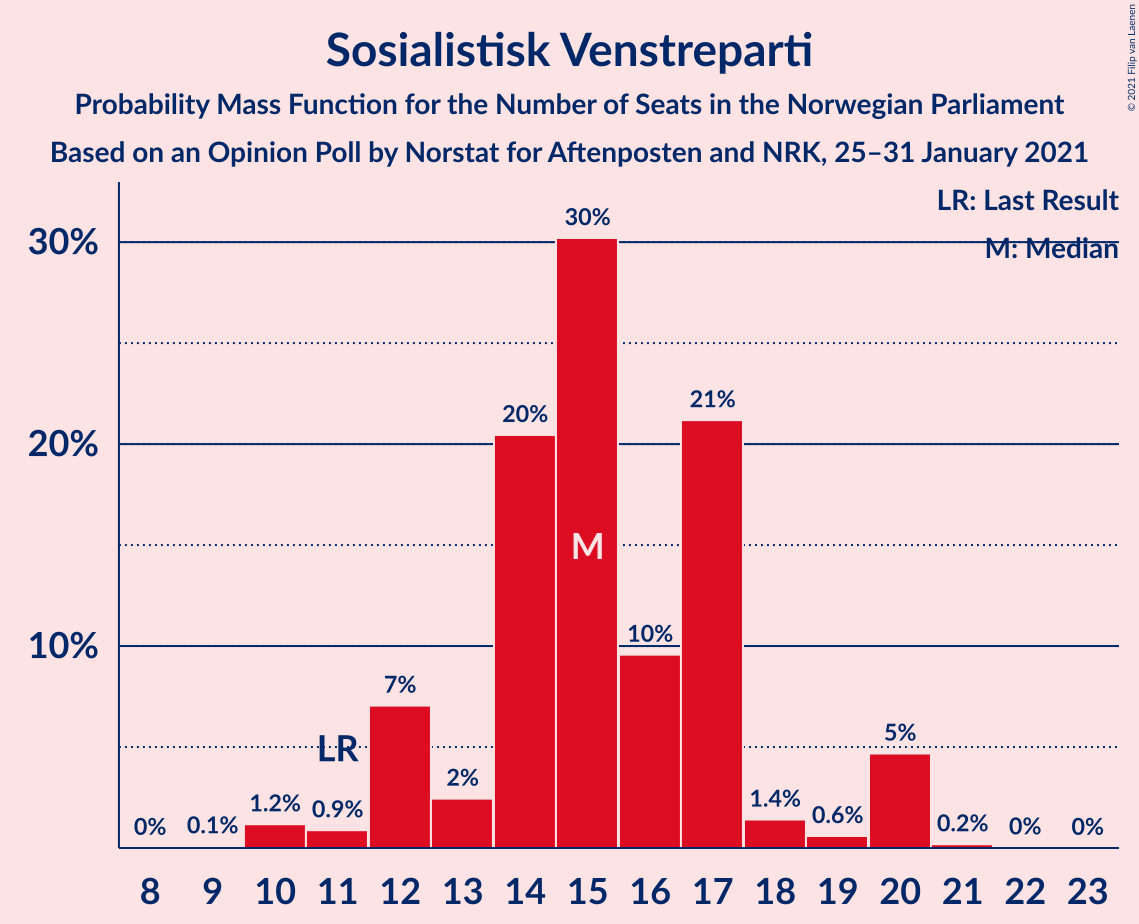 © 2021 Filip van Laenen
Sosialistisk Venstreparti
Probability Mass Function for the Number of Seats in the Norwegian Parliament
Based on an Opinion Poll by Norstat for Aftenposten and NRK, 25–31 January 2021
LR: Last Result
M: Median
30%
20%
10%
0%
0.1%
1.2%
0.9%
LR
7%
2%
20%
30%
M
10%
21%
1.4%
0.6%
5%
0.2%
0%
0%
8 9 10 11 12 13 14 15 16 17 18 19 20 21 22 23